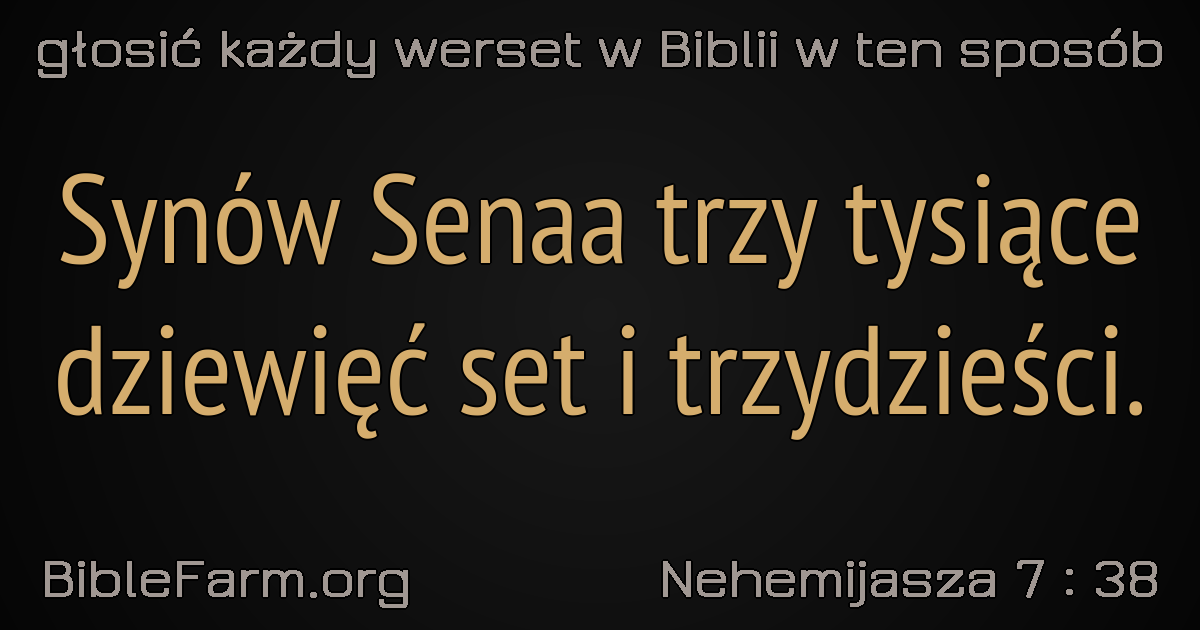 głosić każdy werset w Biblii w ten sposób
Synów Senaa trzy tysiące
dziewięć set i trzydzieści.
BibleFarm.org
Nehemijasza 7 : 38